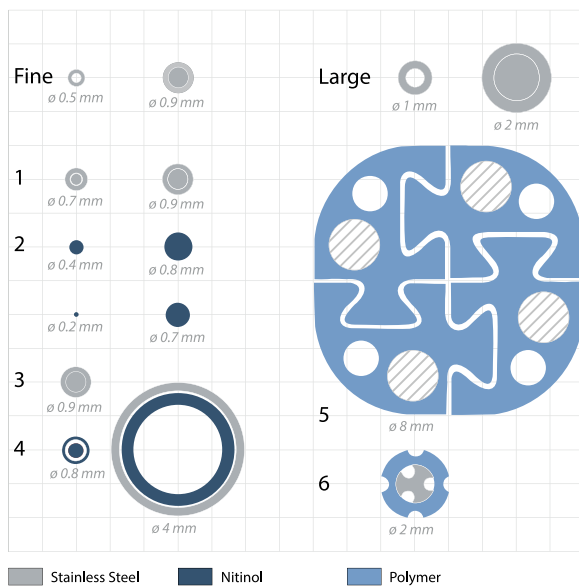 Fine
Large
ø 0.5 mm
ø 0.9 mm
ø 1 mm
ø 2 mm
1
ø 0.7 mm
ø 0.9 mm
2
ø 0.4 mm
ø 0.8 mm
ø 0.2 mm
ø 0.7 mm
3
ø 0.9 mm
4
ø 0.8 mm
ø 4 mm
5
ø 8 mm
6
ø 2 mm
Stainless Steel
Nitinol
Polymer